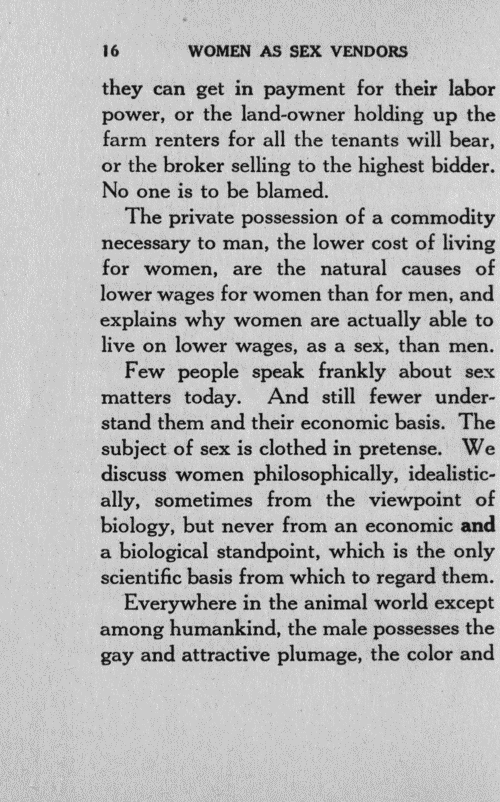 16 WOMEN AS SEX VENDORS
they can get in payment for their labor
power, or the land-owner holding up the
farm renters for all the tenants will bear,
or the broker selling to the highest bidder.
No one is to be blamed.
The private possession of a commodity
necessary to man, the lower cost of living
for women, are the natural causes of
lower wages for women than for men, and
explains why women are actually able to
live on lower wages, as a sex, than men.
Few people speak frankly about sex
matters today. And still fewer under-
stand them and their economic basis. The
subject of sex is clothed in pretense. We
discuss women philosophically, idealistic-
ally, sometimes from the viewpoint of
biology, but never from an economic and
a biological standpoint, which is the only
scientific basis from which to regard them.
Everywhere in the animal world except
among humankind, the male possesses the
gay and attractive plumage, the color and